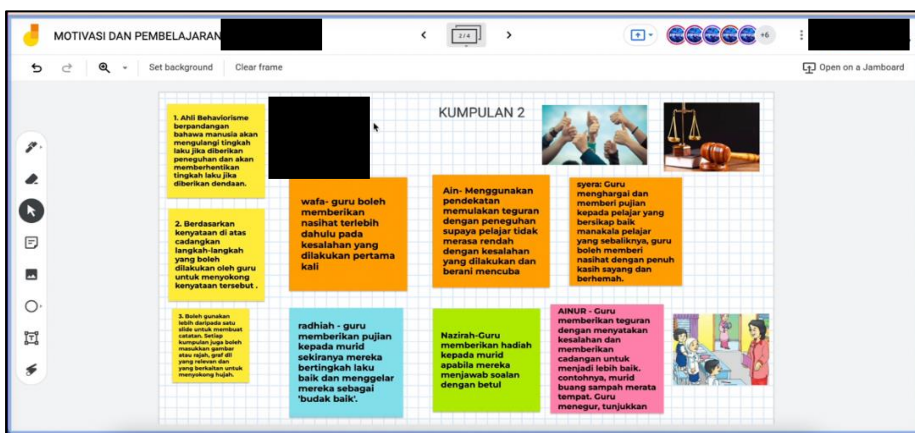 MOTIVASI DAN PEMBELAJARAN
2/4
+6
Set background
Clear frame
Open on a Jamboard
KUMPULAN 2
1. Ahli Behaviorisme
berpandangan
bahawa manusia akan
mengulangi tingkah
laku jika diberikan
peneguhan dan akan
memberhentikan
tingkah laku jika
diberikan dendaan.
wafa- guru boleh
memberikan
nasihat terlebih
dahulu pada
kesalahan yang
dilakukan pertama
kali
Ain- Menggunakan
pendekatan
memulakan teguran
dengan peneguhan
supaya pelajar tidak
merasa rendah
dengan kesalahan
yang dilakukan dan
berani mencuba
syera: Guru
menghargai dan
memberi pujian
kepada pelajar yang
bersikap baik
manakala pelajar
yang sebaliknya, guru
boleh memberi
nasihat dengan penuh
kasih sayang dan
berhemah.
2. Berdasarkan
kenyataan di atas
cadangkan
langkah-langkah
yang boleh
dilakukan oleh guru
untuk menyokong
kenyataan tersebut .
3. Boleh gunakan
lebih daripada satu
slide untuk membuat
catatan. Setiap
kumpulan juga boleh
masukkan gambar
atau rajah, graf dll
yang relevan dan
yang berkaitan untuk
menyokong hujah.
radhiah - guru
memberikan pujian
kepada murid
sekiranya mereka
bertingkah laku
baik dan menggelar
mereka sebagai
'budak baik'.
Nazirah-Guru
memberikan hadiah
kepada murid
apabila mereka
menjawab soalan
dengan betul
AINUR - Guru
memberikan teguran
dengan menyatakan
kesalahan dan
memberikan
cadangan untuk
menjadi lebih baik.
contohnya, murid
buang sampah merata
tempat. Guru
menegur, tunjukkan